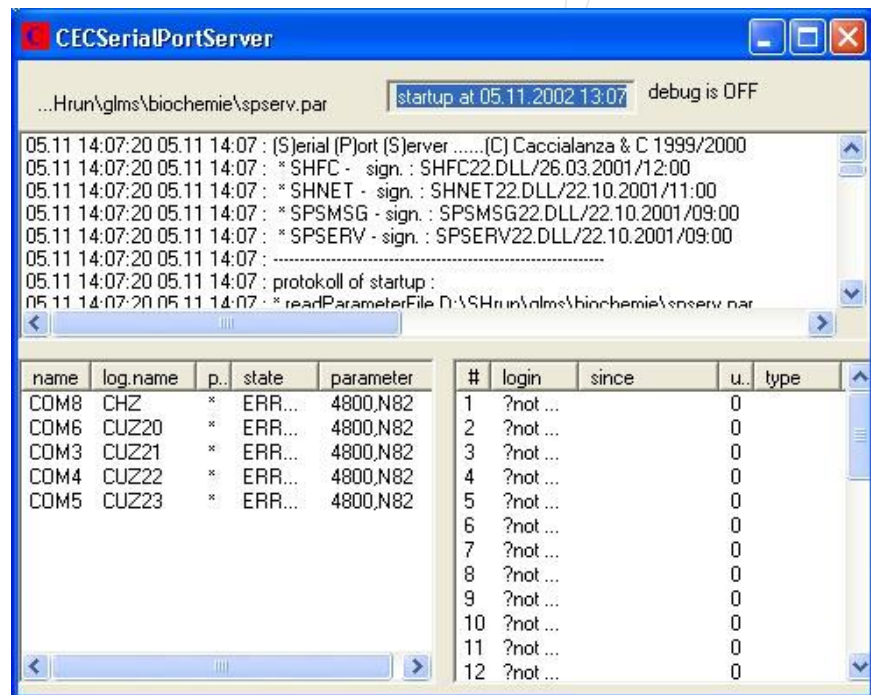 CECSerialPortServer
...Hrun\glms\biochemie\spserv.par startup at 05.11.2002 13:07 debug is OFF
05.11 14:07:20 05.11 14:07 : (S)erial (P)ort (S)erver ......(C) Caccialanza & C 1999/2000
05.11 14:07:20 05.11 14:07 : * SHFC - sign. : SHFC22.DLL/26.03.2001/12:00
05.11 14:07:20 05.11 14:07 : * SHNET - sign. : SHNET22.DLL/22.10.2001/11:00
05.11 14:07:20 05.11 14:07 : * SPSMSG - sign. : SPSMSG22.DLL/22.10.2001/09:00
05.11 14:07:20 05.11 14:07 : * SPSERV - sign. : SPSERV22.DLL/22.10.2001/09:00
05.11 14:07:20 05.11 14:07 : ----------------------------------------------------------------
05.11 14:07:20 05.11 14:07 : protokoll of startup :
05.11 14:07:20 05.11 14:07 : * readParameterFile D:\SHrun\glms\biochemie\spserv.par
name log.name p.. state parameter
COM8 CHZ * ERR... 4800,N82
COM6 CUZ20 * ERR... 4800,N82
COM3 CUZ21 * ERR... 4800,N82
COM4 CUZ22 * ERR... 4800,N82
COM5 CUZ23 * ERR... 4800,N82
# login since u.. type
1 ?not ... 0
2 ?not ... 0
3 ?not ... 0
4 ?not ... 0
5 ?not ... 0
6 ?not ... 0
7 ?not ... 0
8 ?not ... 0
9 ?not ... 0
10 ?not ... 0
11 ?not ... 0
12 ?not ... 0